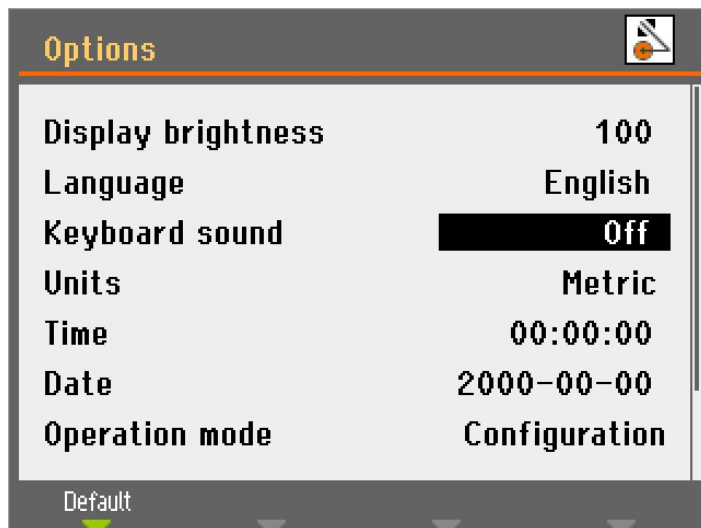 Options
Display brightness 100
Language English
Keyboard sound Off
Units Metric
Time 00:00:00
Date 2000-00-00
Operation mode Configuration
Default